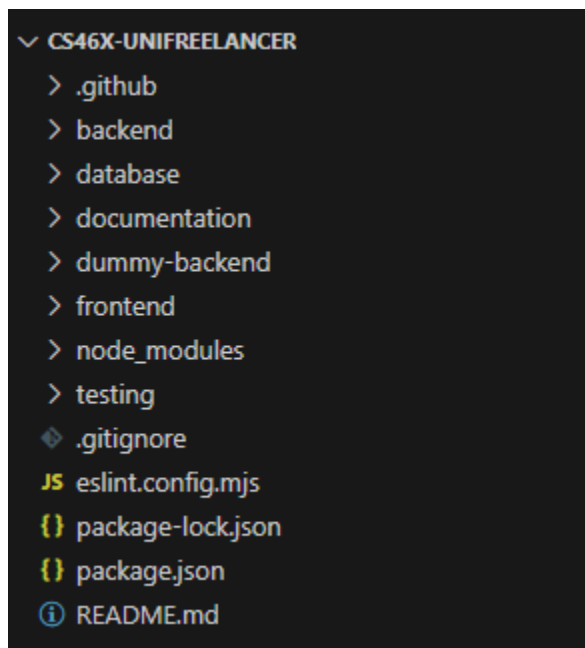 CS46X-UNIFREELANCER
.github
backend
database
documentation
dummy-backend
frontend
node_modules
testing
.gitignore
JS eslint.config.mjs
{} package-lock.json
{} package.json
README.md